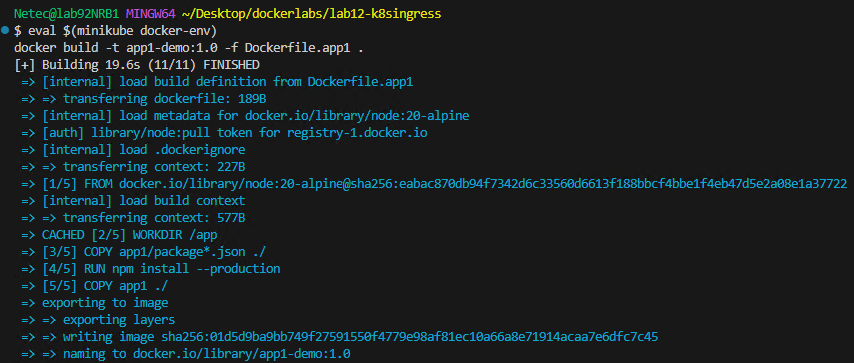 Netec@lab92NRB1 MINGW64 ~/Desktop/dockerlabs/lab12-k8singress
$ eval $(minikube docker-env)
docker build -t app1-demo:1.0 -f Dockerfile.app1 .
[+] Building 19.6s (11/11) FINISHED
=> [internal] load build definition from Dockerfile.app1
=> => transferring dockerfile: 189B
=> [internal] load metadata for docker.io/library/node:20-alpine
=> [auth] library/node:pull token for registry-1.docker.io
=> [internal] load .dockerignore
=> => transferring context: 227B
=> [1/5] FROM docker.io/library/node:20-alpine@sha256:eabac870db94f7342d6c33560d6613f188bbcf4bbe1f4eb47d5e2a08e1a37722
=> [internal] load build context
=> => transferring context: 577B
=> CACHED [2/5] WORKDIR /app
=> [3/5] COPY app1/package*.json ./
=> [4/5] RUN npm install --production
=> [5/5] COPY app1 ./
=> exporting to image
=> => exporting layers
=> => writing image sha256:01d5d9ba9bb749f27591550f4779e98af81ec10a66a8e71914acaa7e6dfc7c45
=> => naming to docker.io/library/app1-demo:1.0